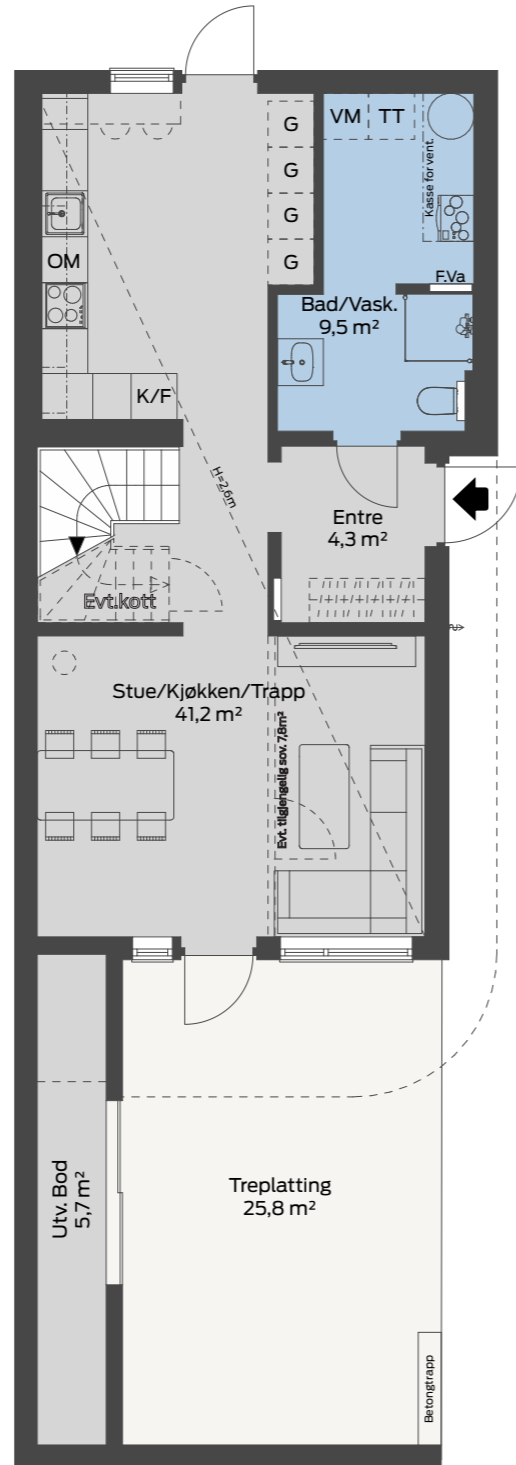 G
G
G
G
VM
TT
Kasse for vent.
OM
F.Va
Bad/Vask.
9,5 m²
K/F
H=2,6m
Entre
4,3 m²
Evt.kott
Stue/Kjøkken/Trapp
41,2 m²
Evt. tilgjengelig sov. 7,8m²
Utv. Bod
5,7 m²
Treplatting
25,8 m²
Betongtrapp